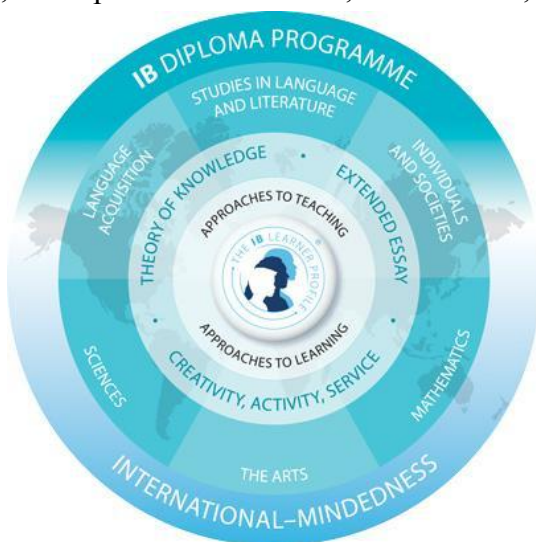 IB DIPLOMA PROGRAMME
STUDIES IN LANGUAGE
AND LITERATURE
LANGUAGE
ACQUISITION
INDIVIDUALS
AND SOCIETIES
THEORY OF KNOWLEDGE
EXTENDED ESSAY
APPROACHES TO TEACHING
THE IB LEARNER PROFILE
APPROACHES TO LEARNING
CREATIVITY, ACTIVITY, SERVICE
SCIENCES
MATHEMATICS
THE ARTS
INTERNATIONAL–MINDEDNESS